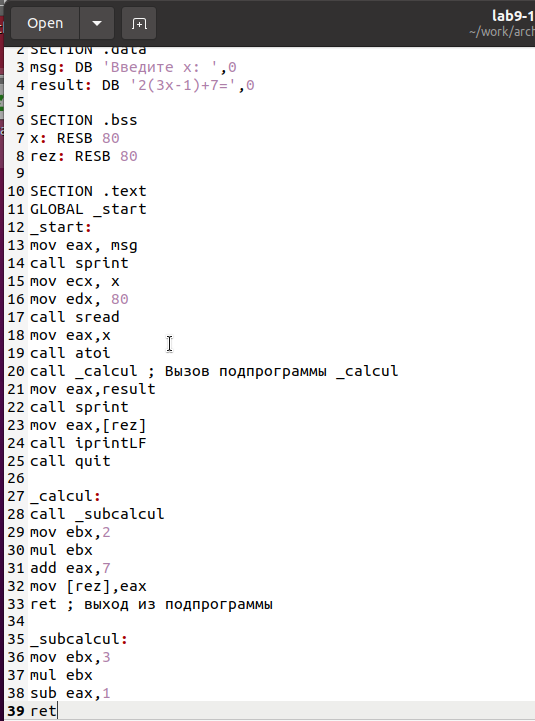 Open
lab9-1
~/work/arch
2 SECTION .data
3 msg: DB 'Введите x: ',0
4 result: DB '2(3x-1)+7=',0
5
6 SECTION .bss
7 x: RESB 80
8 rez: RESB 80
9
10 SECTION .text
11 GLOBAL _start
12 _start:
13 mov eax, msg
14 call sprint
15 mov ecx, x
16 mov edx, 80
17 call sread
18 mov eax,x
19 call atoi
20 call _calcul ; Вызов подпрограммы _calcul
21 mov eax,result
22 call sprint
23 mov eax,[rez]
24 call iprintLF
25 call quit
26
27 _calcul:
28 call _subcalcul
29 mov ebx,2
30 mul ebx
31 add eax,7
32 mov [rez],eax
33 ret ; выход из подпрограммы
34
35 _subcalcul:
36 mov ebx,3
37 mul ebx
38 sub eax,1
39 ret